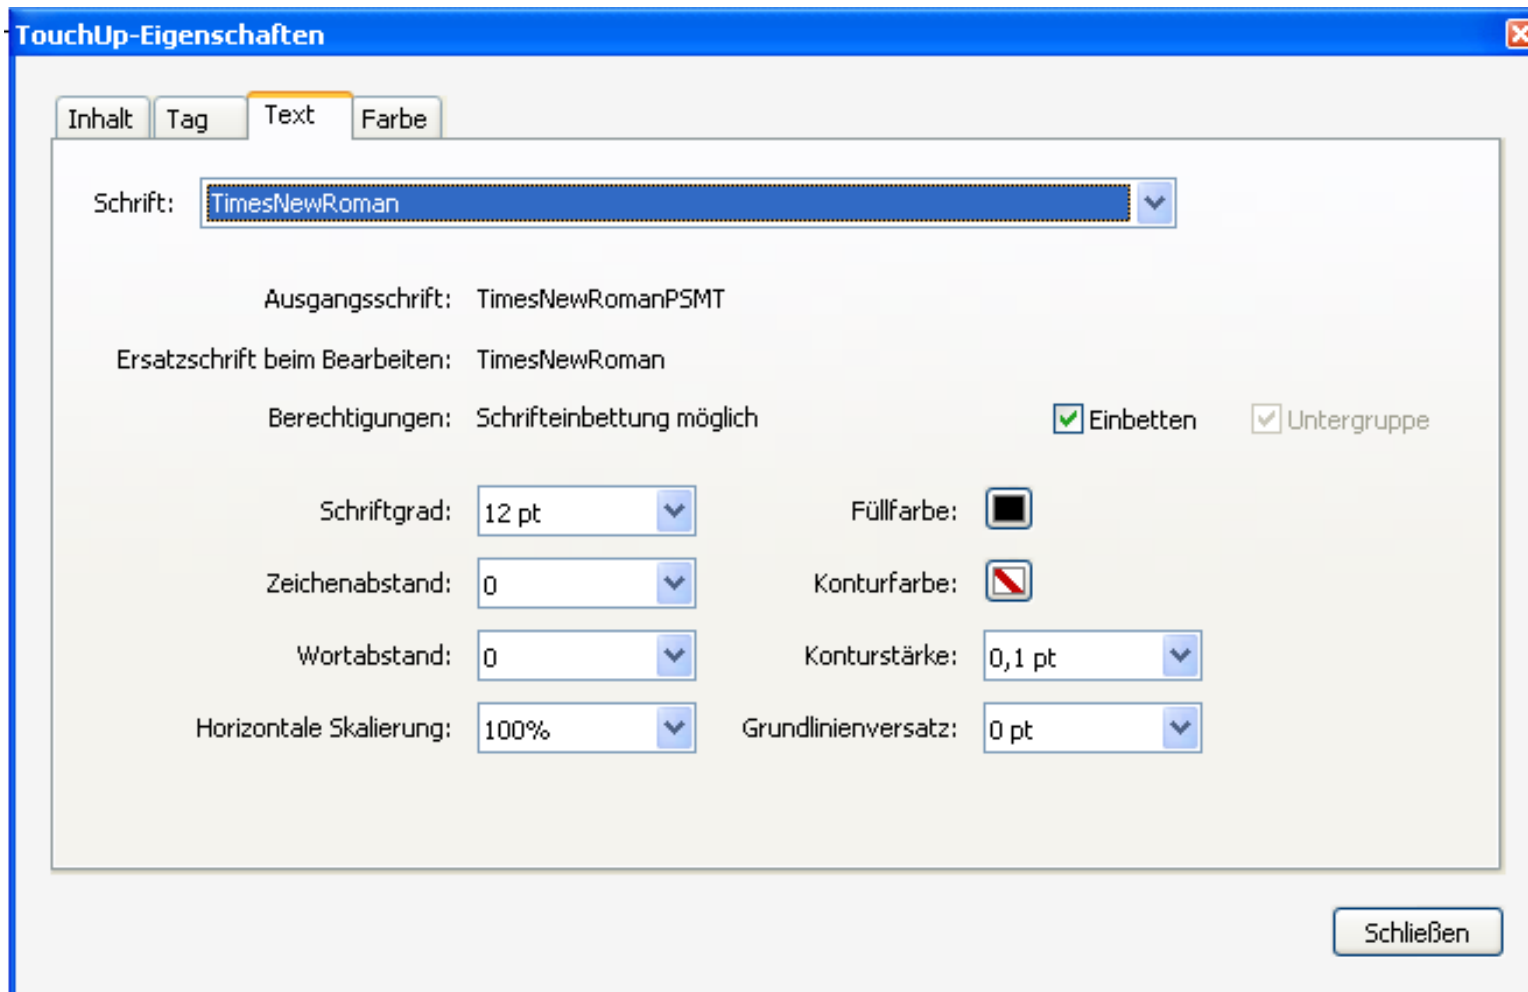 TouchUp-Eigenschaften
Inhalt Tag Text Farbe
Schrift: TimesNewRoman
Ausgangsschrift: TimesNewRomanPSMT
Ersatzschrift beim Bearbeiten: TimesNewRoman
Berechtigungen: Schrifteinbettung möglich Einbetten Untergruppe
Schriftgrad: 12 pt Füllfarbe:
Zeichenabstand: 0 Konturfarbe:
Wortabstand: 0 Konturstärke: 0,1 pt
Horizontale Skalierung: 100% Grundlinienversatz: 0 pt
Schließen